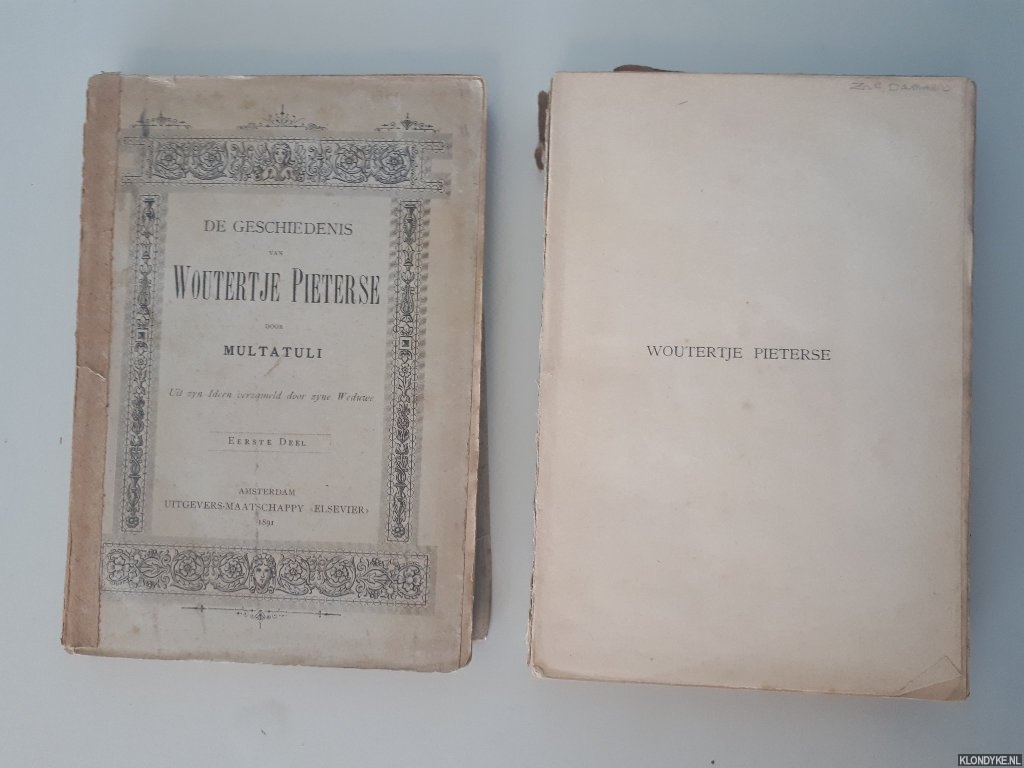 DE GESCHIEDENIS
VAN
WOUTERTJE PIETERSE
DOOR
MULTATULI
Uit zyn Ideen verzameld door zyne Weduwe
EERSTE DEEL
AMSTERDAM
UITGEVERS-MAATSCHAPPY ‹ELSEVIER›
1891
WOUTERTJE PIETERSE
KLONDYKE.NL